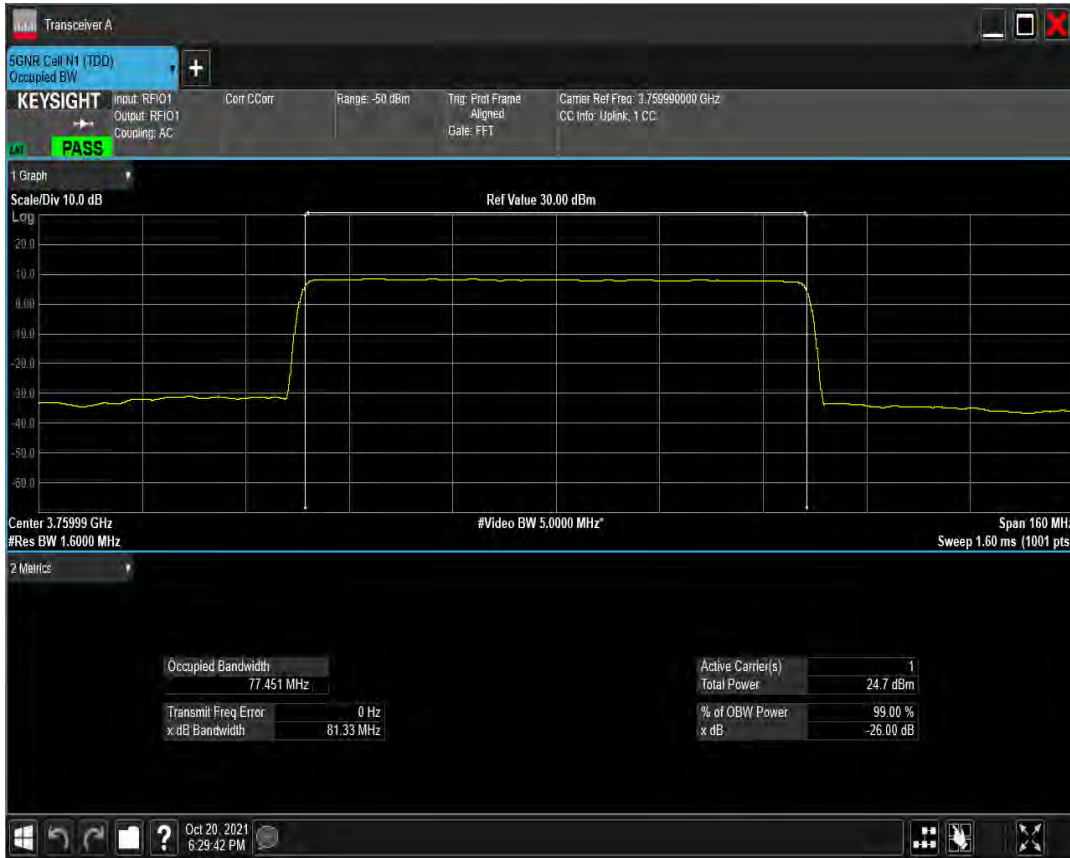 Transceiver A
5GNR Cell N1 (TDD)
Occupied BW
+
KEYSIGHT
Input: RFIO1
Output: RFIO1
Coupling: AC
Corr CCorr
Range: -50 dBm
Trig: Prot Frame
Aligned
Gate: FFT
Carrier Ref Freq: 3.759990000 GHz
CC Info: Uplink, 1 CC
PASS
1 Graph
Scale/Div 10.0 dB
Ref Value 30.00 dBm
Log
20.0
10.0
0.00
-10.0
-20.0
-30.0
-40.0
-50.0
-60.0
Center 3.75999 GHz
#Video BW 5.0000 MHz*
Span 160 MHz
#Res BW 1.6000 MHz
Sweep 1.60 ms (1001 pts
2 Metrics
Occupied Bandwidth
77.451 MHz
Transmit Freq Error 0 Hz
x dB Bandwidth 81.33 MHz
Active Carrier(s) 1
Total Power 24.7 dBm
% of OBW Power 99.00 %
x dB -26.00 dB
?
Oct 20, 2021
6:29:42 PM